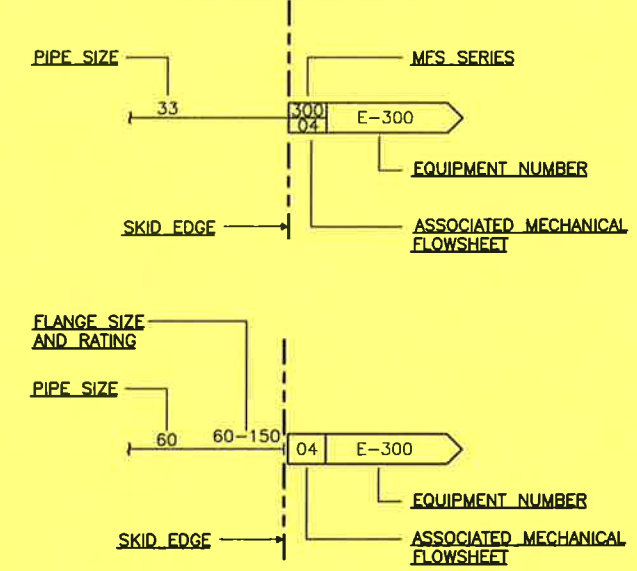 PIPE SIZE
MFS SERIES
33
300
04
E-300
EQUIPMENT NUMBER
SKID EDGE
ASSOCIATED MECHANICAL
FLOWSHEET
FLANGE SIZE
AND RATING
PIPE SIZE
60
60-150
04
E-300
EQUIPMENT NUMBER
SKID EDGE
ASSOCIATED MECHANICAL
FLOWSHEET